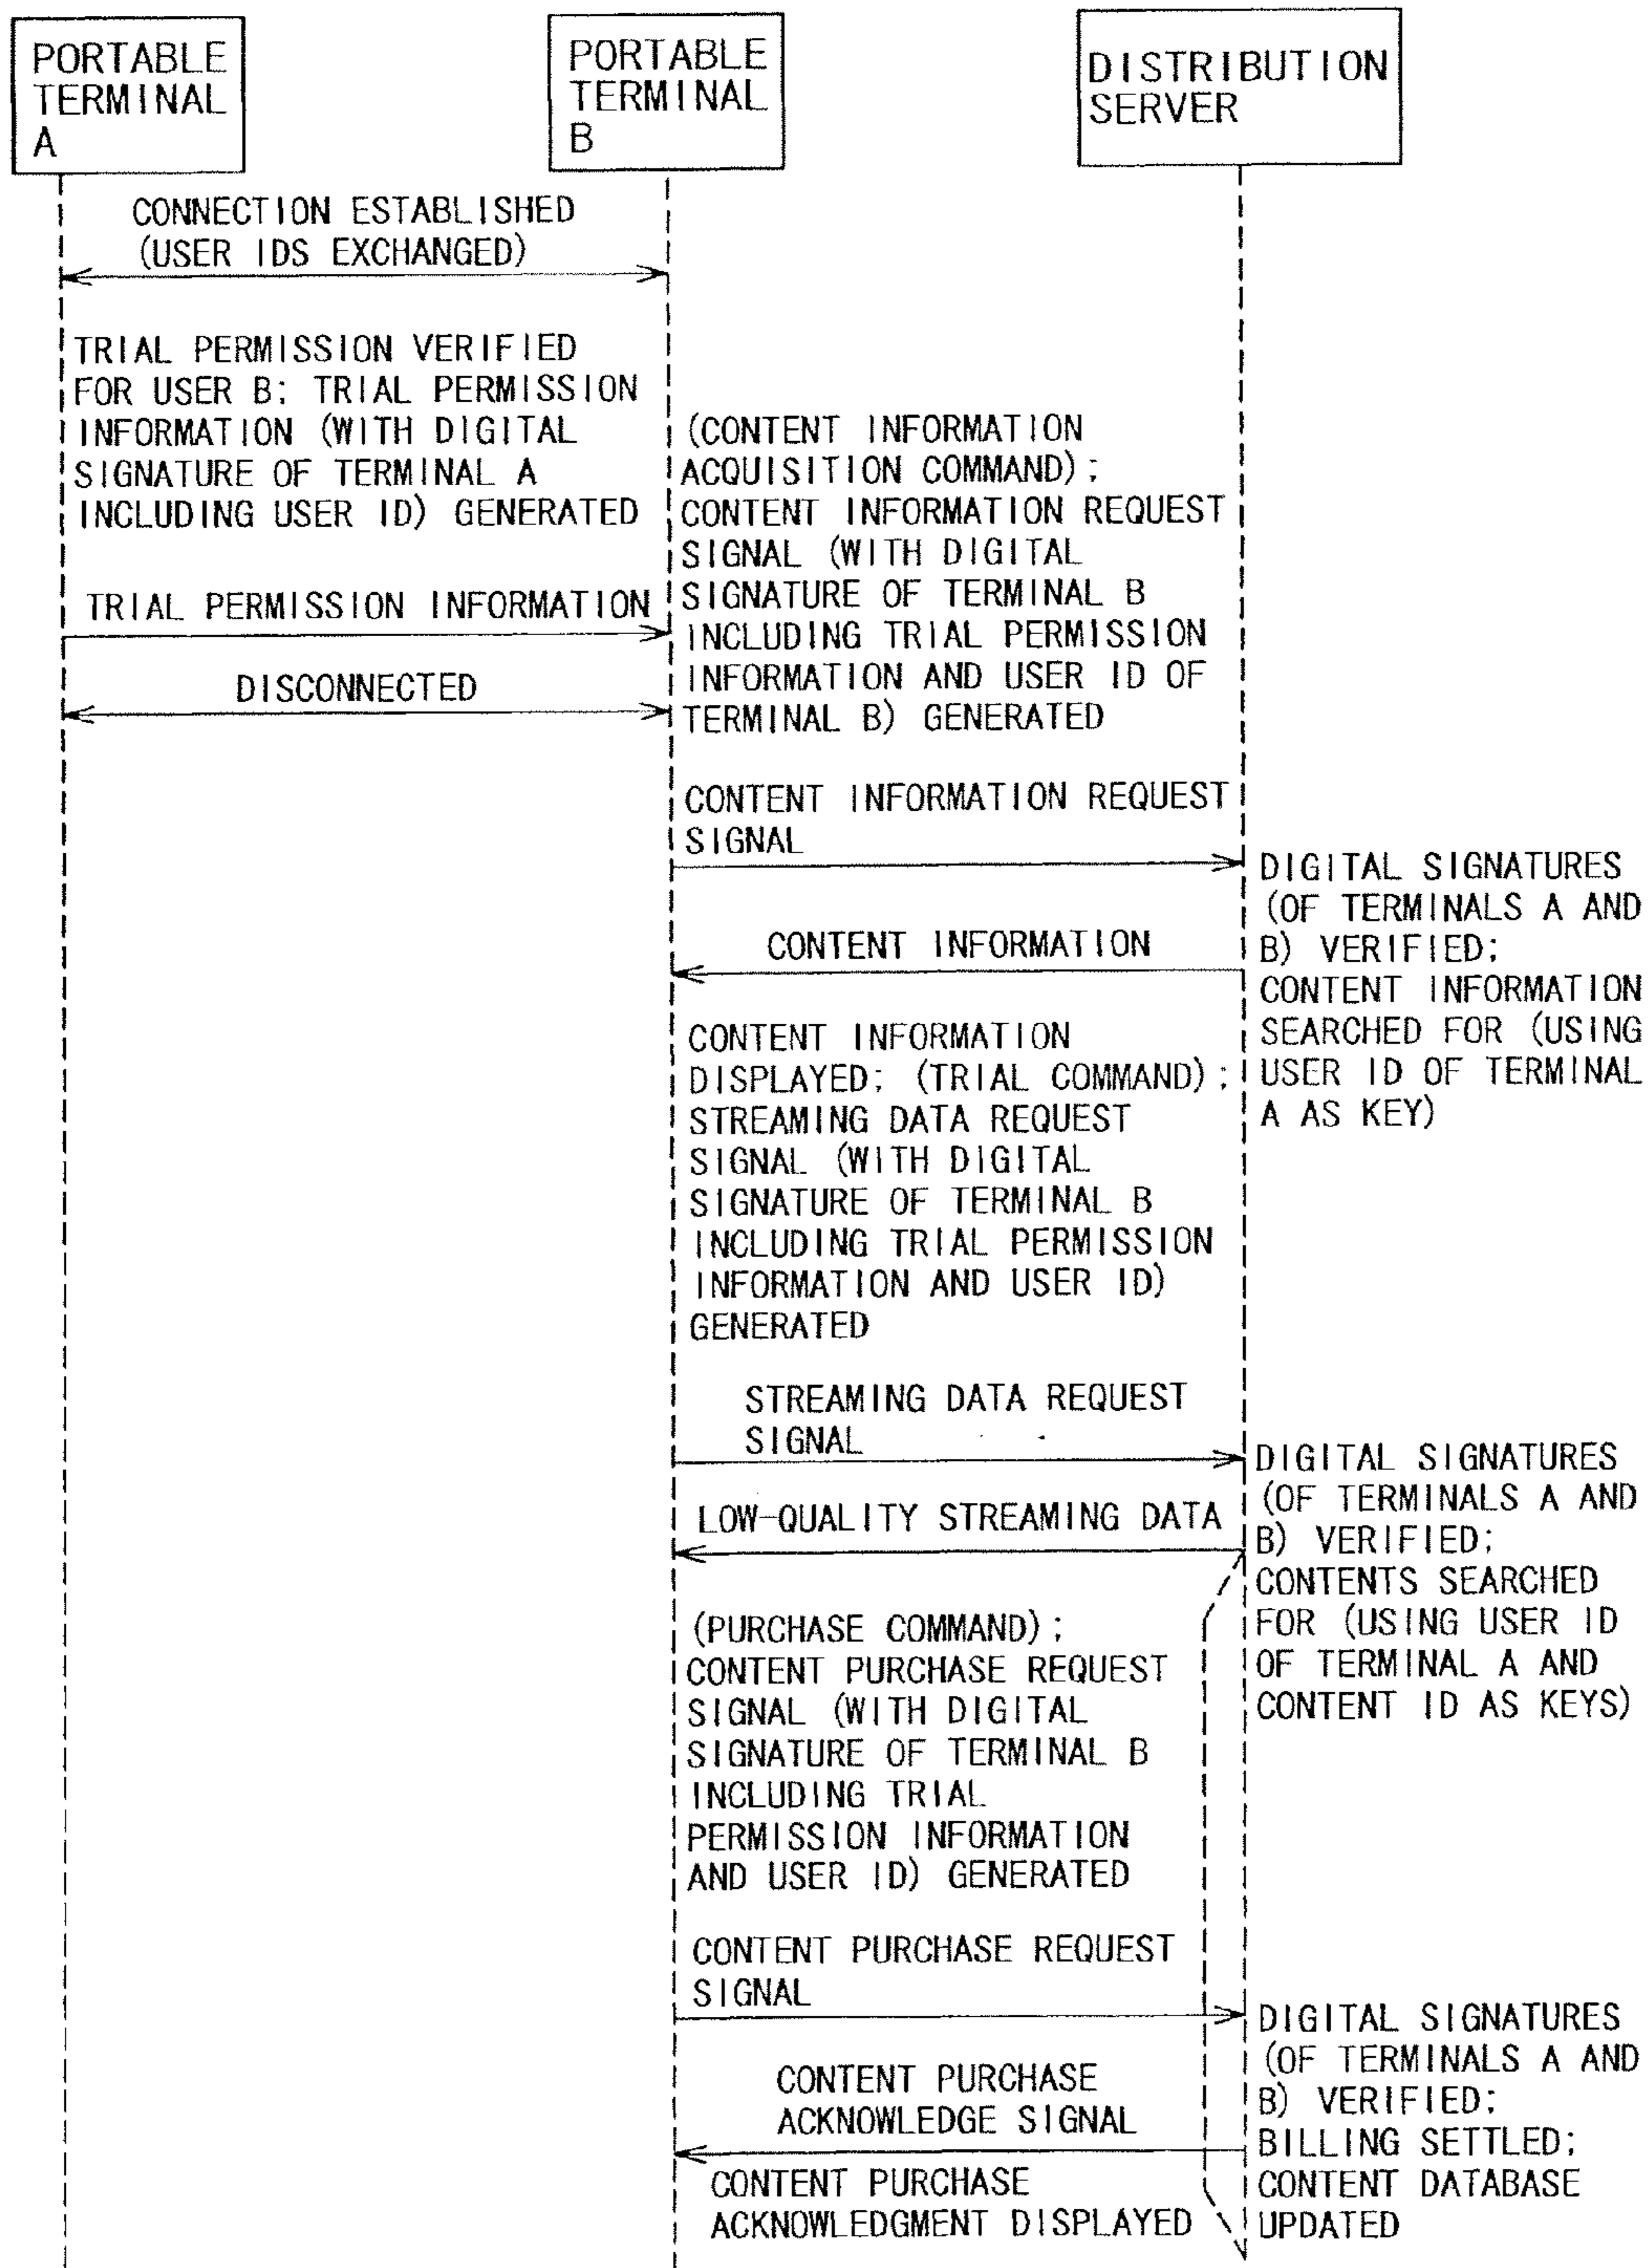 PORTABLE
TERMINAL
A
PORTABLE
TERMINAL
B
DISTRIBUTION
SERVER
CONNECTION ESTABLISHED
(USER IDS EXCHANGED)
TRIAL PERMISSION VERIFIED
FOR USER B; TRIAL PERMISSION
INFORMATION (WITH DIGITAL
SIGNATURE OF TERMINAL A
INCLUDING USER ID) GENERATED
TRIAL PERMISSION INFORMATION
DISCONNECTED
(CONTENT INFORMATION
ACQUISITION COMMAND);
CONTENT INFORMATION REQUEST
SIGNAL (WITH DIGITAL
SIGNATURE OF TERMINAL B
INCLUDING TRIAL PERMISSION
INFORMATION AND USER ID OF
TERMINAL B) GENERATED
CONTENT INFORMATION REQUEST
SIGNAL
DIGITAL SIGNATURES
(OF TERMINALS A AND
B) VERIFIED;
CONTENT INFORMATION
SEARCHED FOR (USING
USER ID OF TERMINAL
A AS KEY)
CONTENT INFORMATION
CONTENT INFORMATION
DISPLAYED; (TRIAL COMMAND);
STREAMING DATA REQUEST
SIGNAL (WITH DIGITAL
SIGNATURE OF TERMINAL B
INCLUDING TRIAL PERMISSION
INFORMATION AND USER ID)
GENERATED
STREAMING DATA REQUEST
SIGNAL
DIGITAL SIGNATURES
(OF TERMINALS A AND
B) VERIFIED;
CONTENTS SEARCHED
FOR (USING USER ID
OF TERMINAL A AND
CONTENT ID AS KEYS)
LOW-QUALITY STREAMING DATA
(PURCHASE COMMAND);
CONTENT PURCHASE REQUEST
SIGNAL (WITH DIGITAL
SIGNATURE OF TERMINAL B
INCLUDING TRIAL
PERMISSION INFORMATION
AND USER ID) GENERATED
CONTENT PURCHASE REQUEST
SIGNAL
DIGITAL SIGNATURES
(OF TERMINALS A AND
B) VERIFIED;
BILLING SETTLED;
CONTENT DATABASE
UPDATED
CONTENT PURCHASE
ACKNOWLEDGE SIGNAL
CONTENT PURCHASE
ACKNOWLEDGMENT DISPLAYED